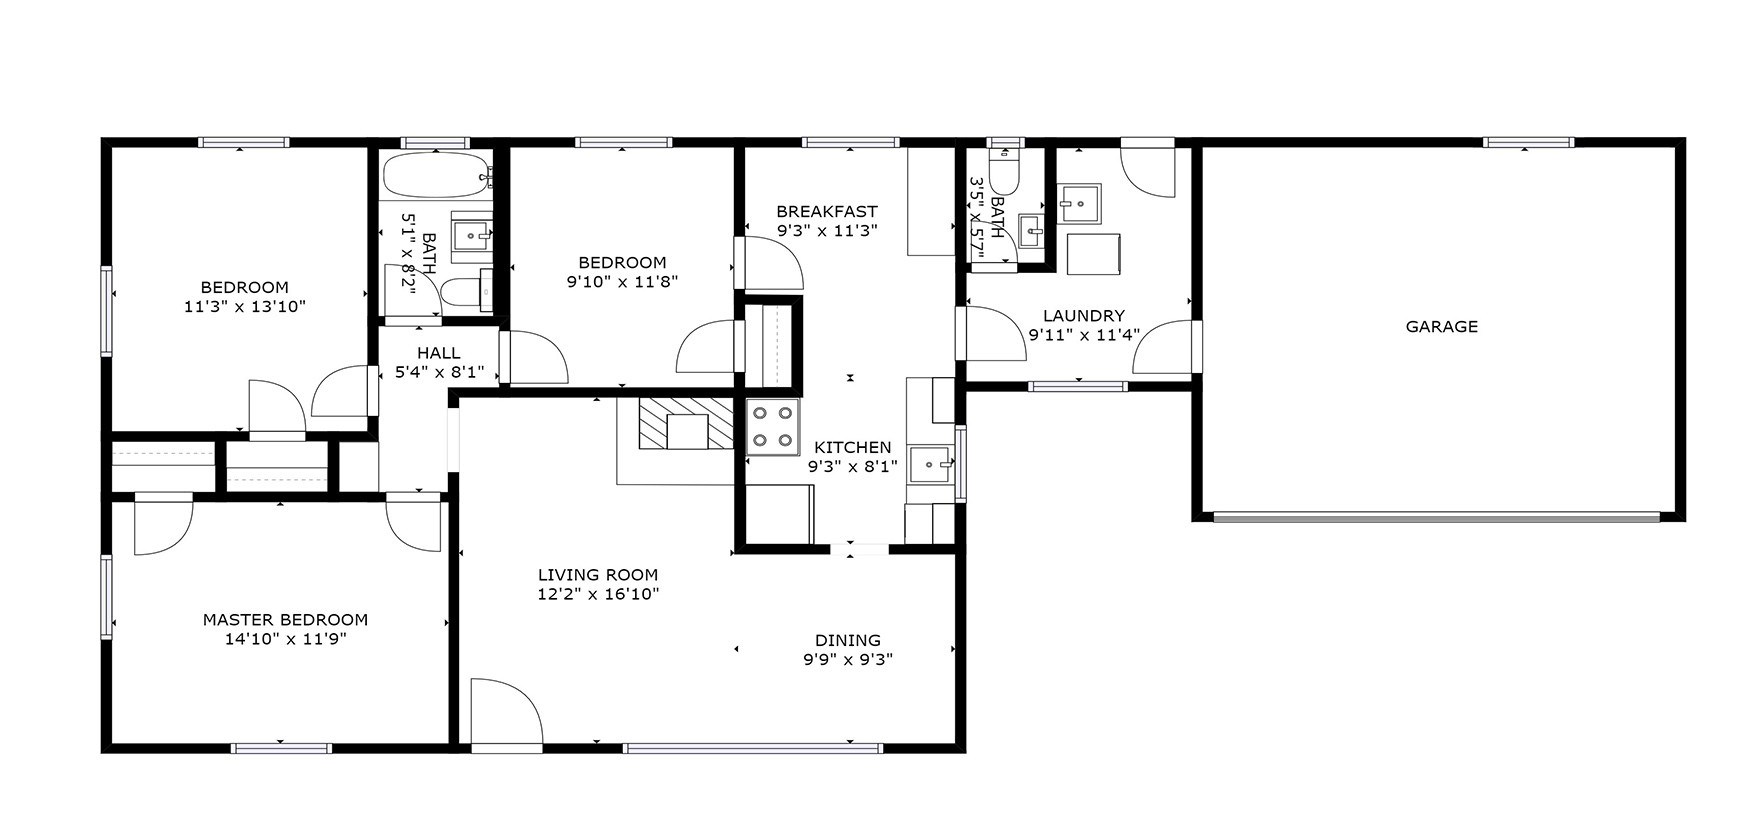 BEDROOM
11'3" x 13'10"
BATH
5'1" x 8'2"
HALL
5'4" x 8'1"
BEDROOM
9'10" x 11'8"
BREAKFAST
9'3" x 11'3"
BATH
3'5" x 5'7"
LAUNDRY
9'11" x 11'4"
GARAGE
KITCHEN
9'3" x 8'1"
MASTER BEDROOM
14'10" x 11'9"
LIVING ROOM
12'2" x 16'10"
DINING
9'9" x 9'3"